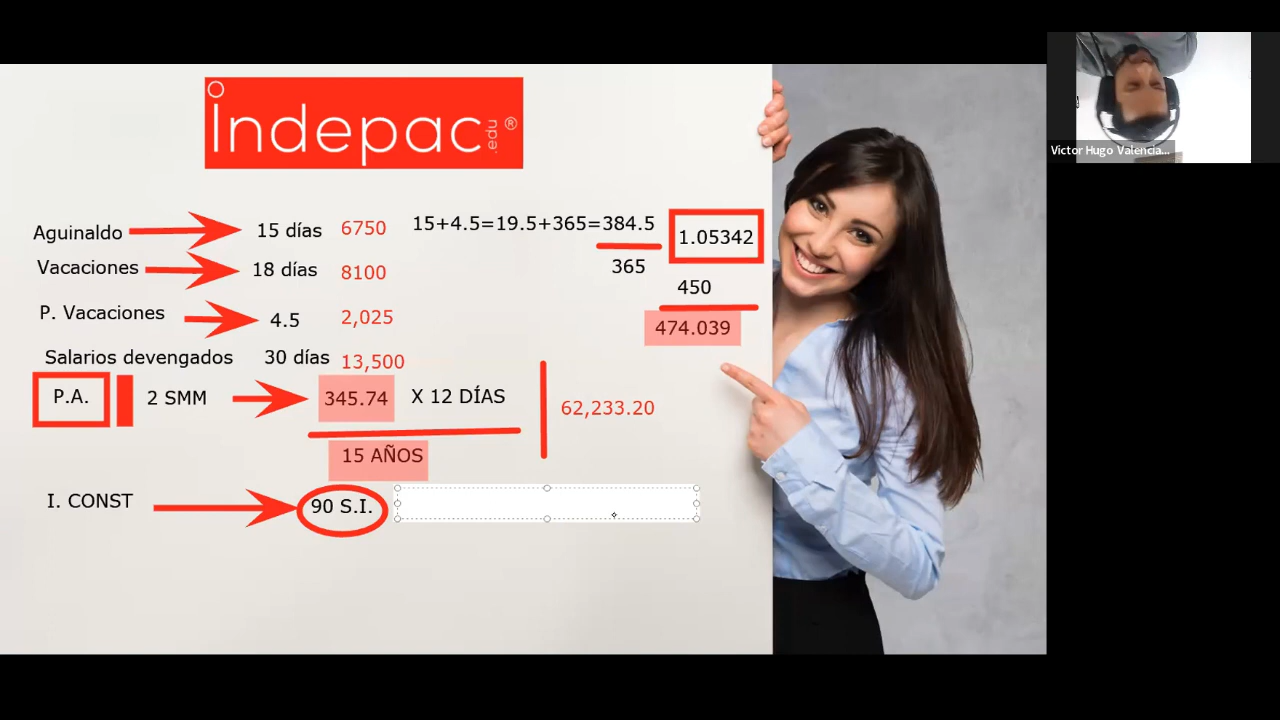 indepac.edu®
Victor Hugo Valencia...
Aguinaldo 15 días 6750 15+4.5=19.5+365=384.5 1.05342
365
Vacaciones 18 días 8100
450
P. Vacaciones 4.5 2,025
474.039
Salarios devengados 30 días 13,500
P.A. 2 SMM 345.74 X 12 DÍAS 62,233.20
15 AÑOS
I. CONST 90 S.I.